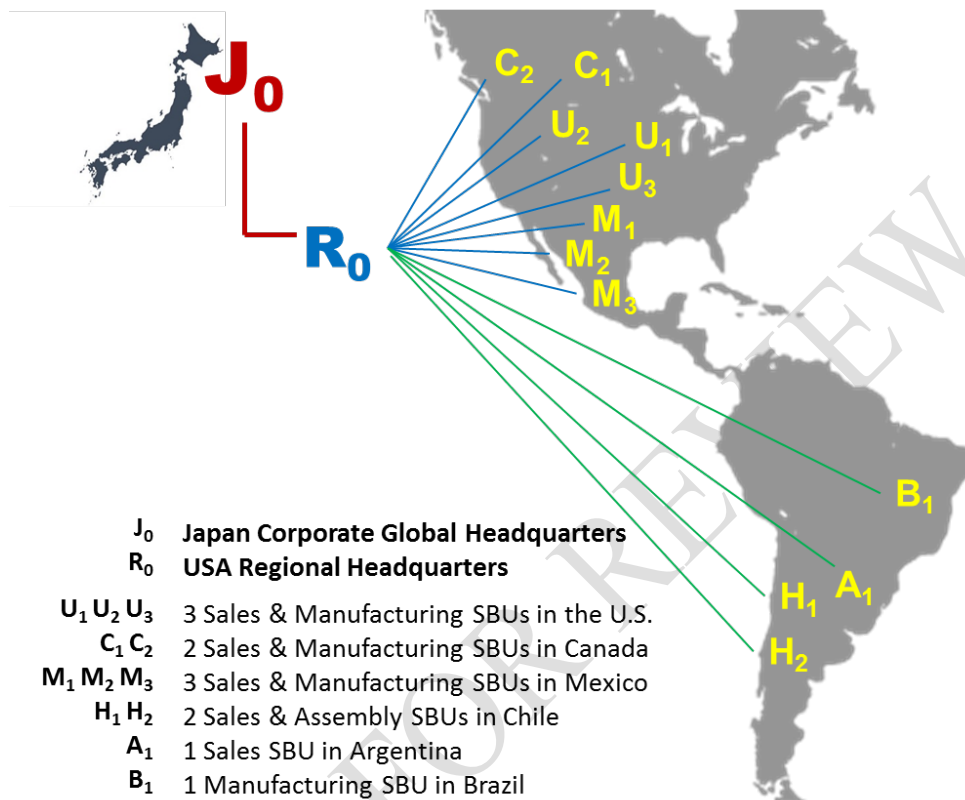 J₀
C₂ C₁
U₂ U₁
U₃
R₀ M₁
M₂
M₃
B₁
H₁ A₁
H₂
J₀ Japan Corporate Global Headquarters
R₀ USA Regional Headquarters
U₁ U₂ U₃ 3 Sales & Manufacturing SBUs in the U.S.
C₁ C₂ 2 Sales & Manufacturing SBUs in Canada
M₁ M₂ M₃ 3 Sales & Manufacturing SBUs in Mexico
H₁ H₂ 2 Sales & Assembly SBUs in Chile
A₁ 1 Sales SBU in Argentina
B₁ 1 Manufacturing SBU in Brazil
FOR REVIEW